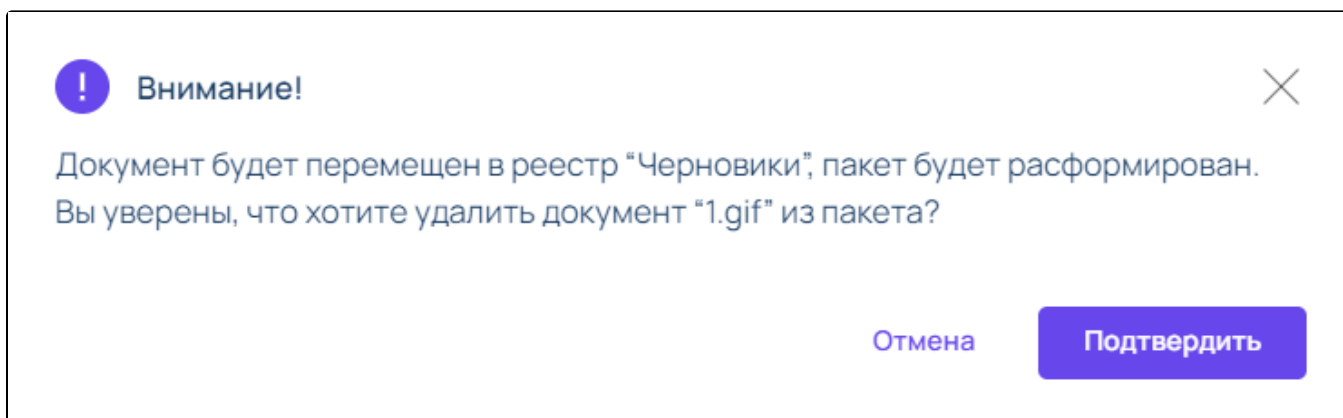 Внимание!
Документ будет перемещен в реестр “Черновики”, пакет будет расформирован.
Вы уверены, что хотите удалить документ “1.gif” из пакета?
Отмена
Подтвердить